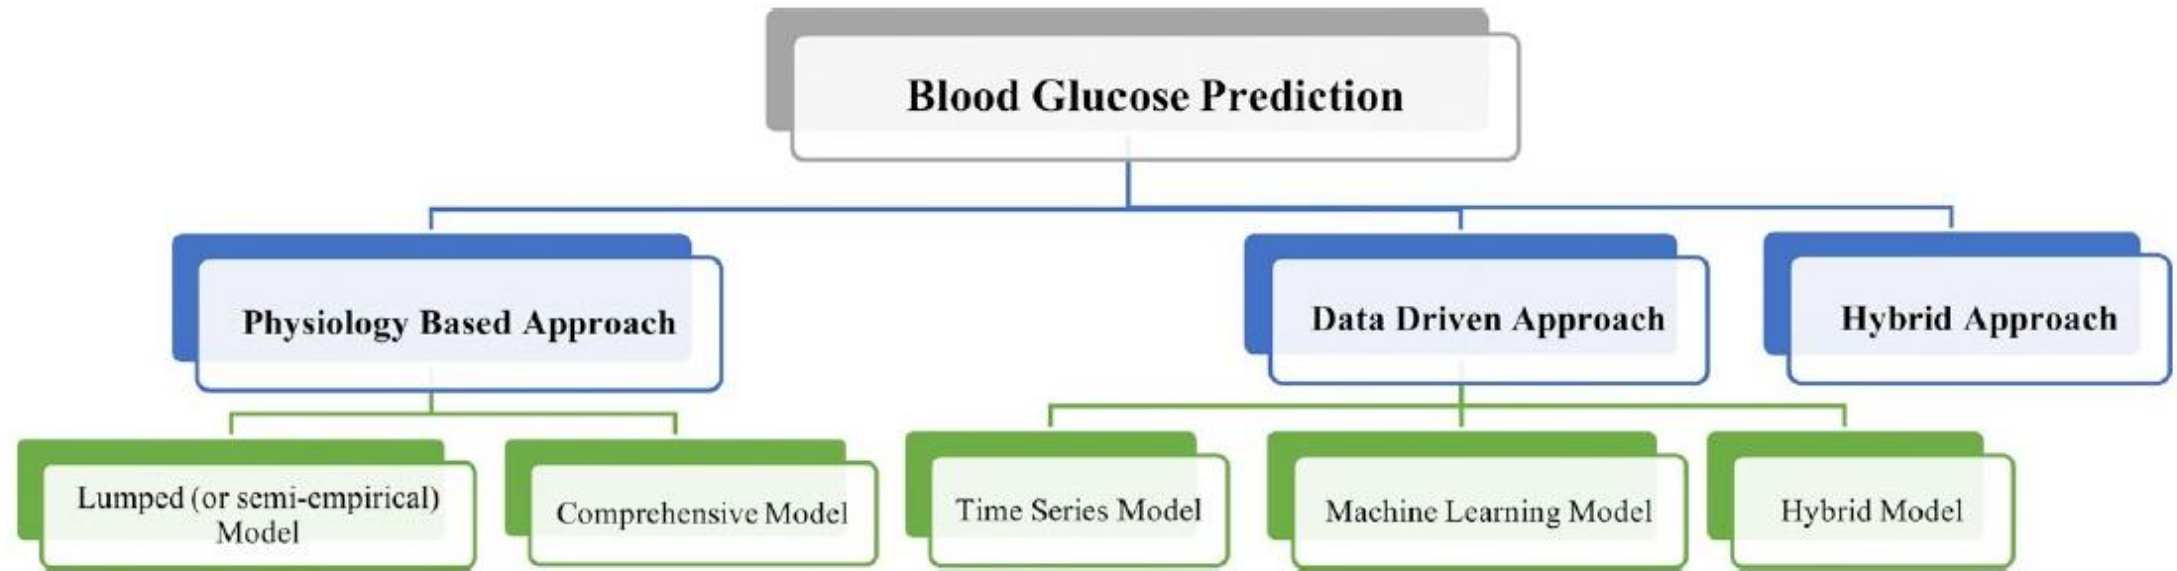 Blood Glucose Prediction
Physiology Based Approach
Data Driven Approach
Hybrid Approach
Lumped (or semi-empirical)
Model
Comprehensive Model
Time Series Model
Machine Learning Model
Hybrid Model